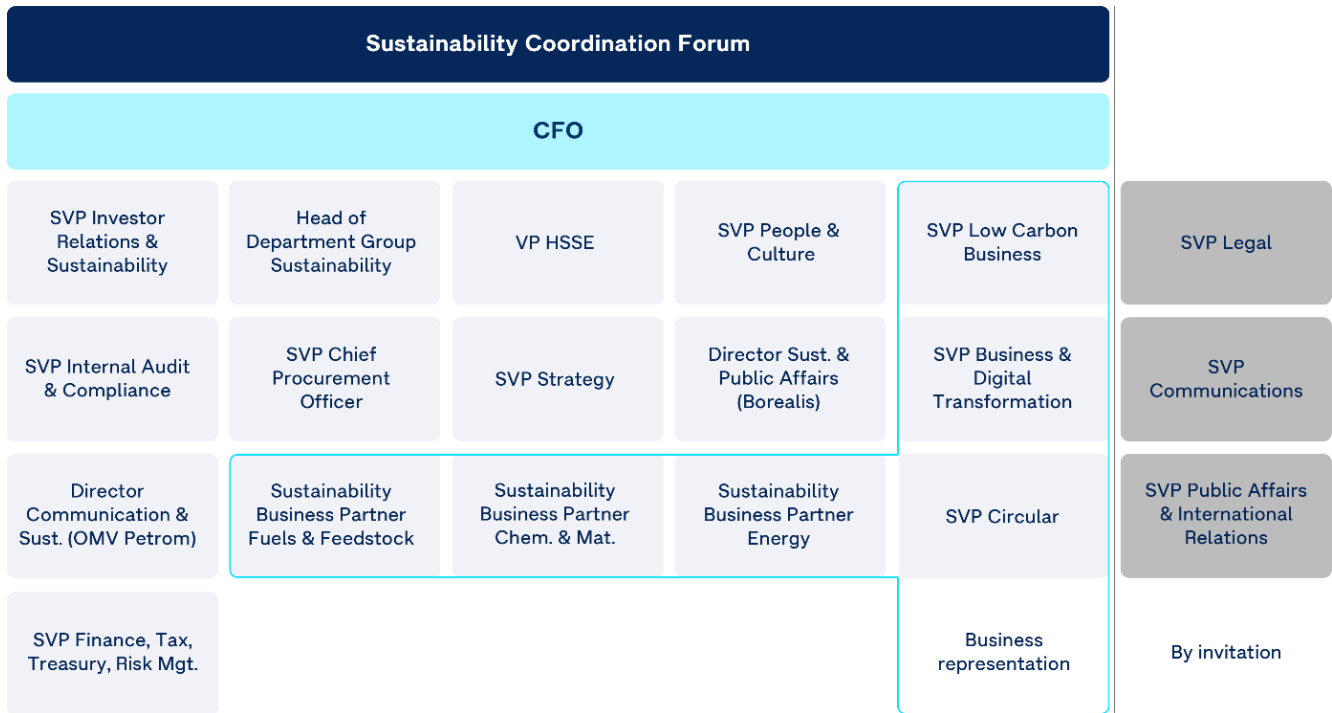 Sustainability Coordination Forum
CFO
SVP Investor
Relations &
Sustainability
Head of
Department Group
Sustainability
VP HSSE
SVP People &
Culture
SVP Low Carbon
Business
SVP Legal
SVP Internal Audit
& Compliance
SVP Chief
Procurement
Officer
SVP Strategy
Director Sust. &
Public Affairs
(Borealis)
SVP Business &
Digital
Transformation
SVP
Communications
Director
Communication &
Sust. (OMV Petrom)
Sustainability
Business Partner
Fuels & Feedstock
Sustainability
Business Partner
Chem. & Mat.
Sustainability
Business Partner
Energy
SVP Circular
SVP Public Affairs
& International
Relations
SVP Finance, Tax,
Treasury, Risk Mgt.
Business
representation
By invitation